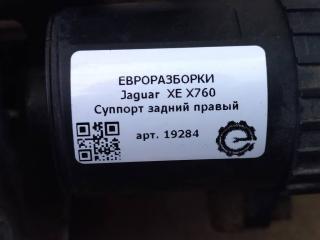 ЕВРОРАЗБОРКИ
Jaguar XE X760
Суппорт задний правый
арт. 19284